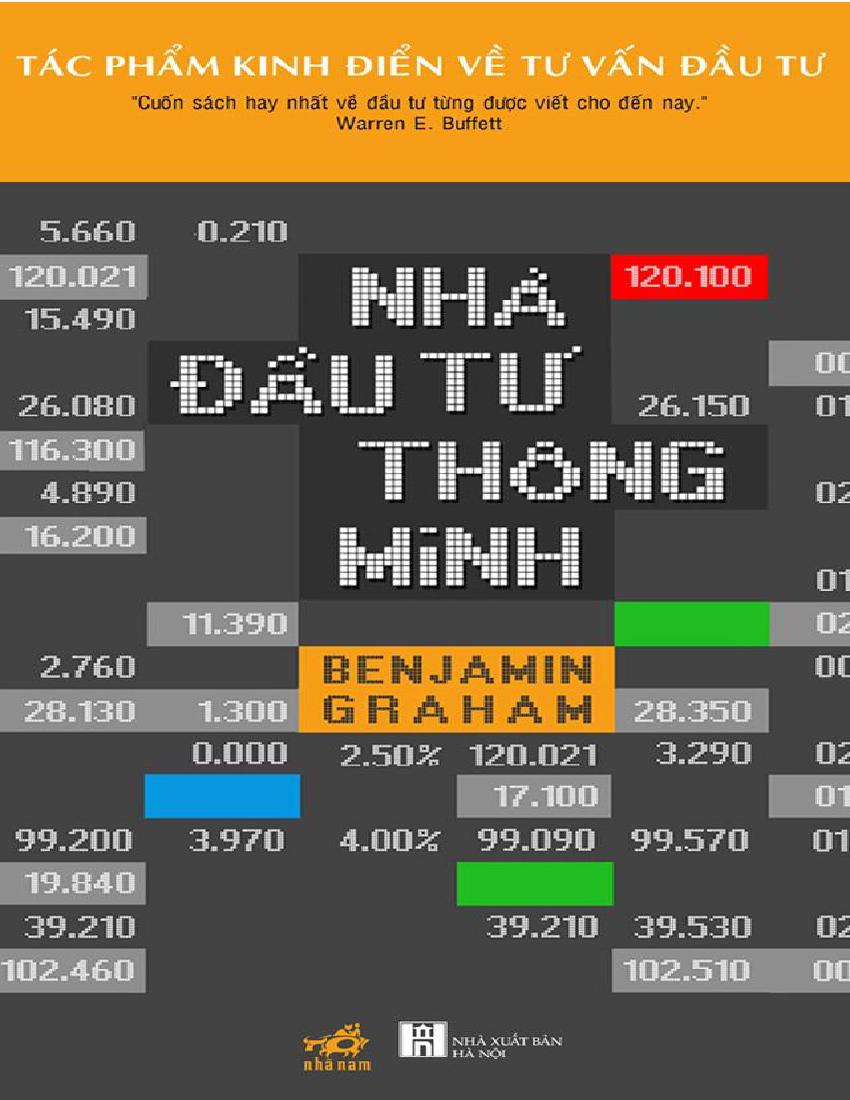 TÁC PHẨM KINH ĐIỂN VỀ TƯ VẤN ĐẦU TƯ
"Cuốn sách hay nhất về đầu tư từng được viết cho đến nay."
Warren E. Buffett
5.660 0.210
120.021 NHÀ 120.100
15.490
ĐẦU TƯ 00
26.080 26.150 01
116.300 THÔNG
4.890 02
16.200 MINH
01
11.390 02
2.760 BENJAMIN 00
28.130 1.300 GRAHAM 28.350
0.000 2.50% 120.021 3.290 02
17.100 01
99.200 3.970 4.00% 99.090 99.570 01
19.840
39.210 39.210 39.530 02
102.460 102.510 00
nhã nam
NHÀ XUẤT BẢN
HÀ NỘI